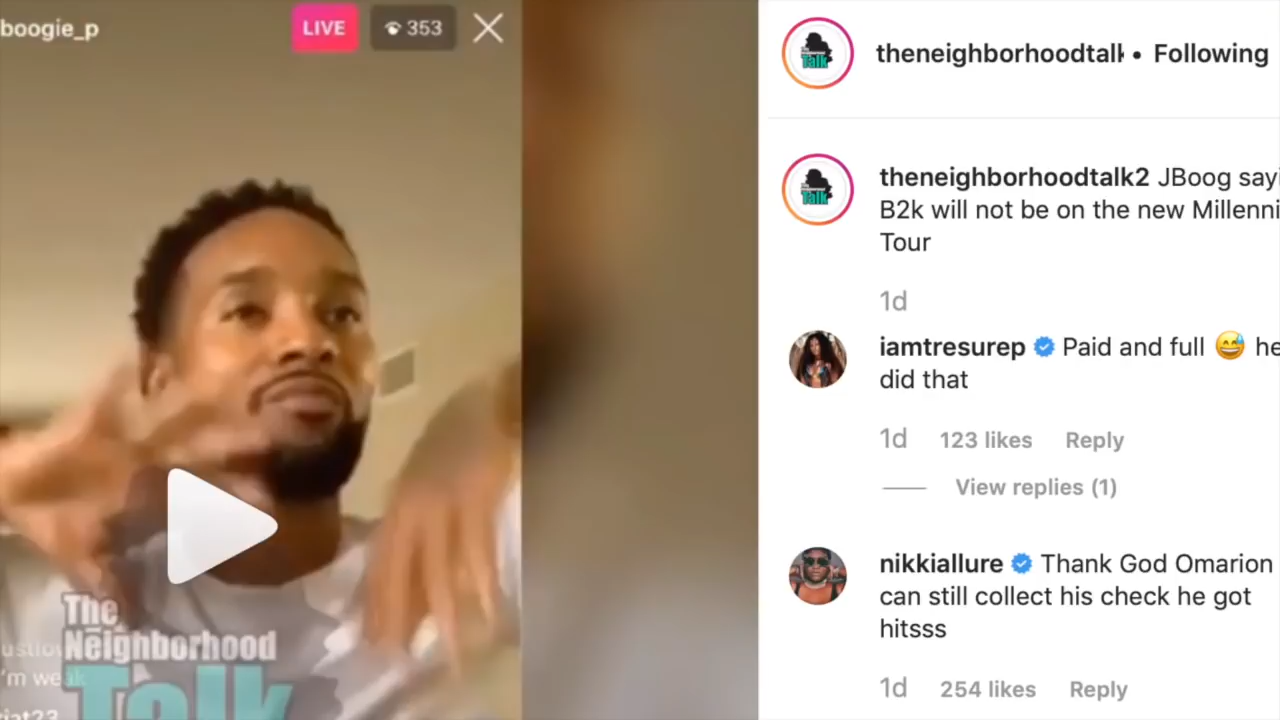 boogie_p
LIVE
353
The
Neighborhood
Talk
theneighborhoodtalk • Following
theneighborhoodtalk2 JBoog sayi
B2k will not be on the new Millenni
Tour
1d
iamtresurep Paid and full 😅 he
did that
1d 123 likes Reply
View replies (1)
nikkiallure Thank God Omarion
can still collect his check he got
hitsss
1d 254 likes Reply